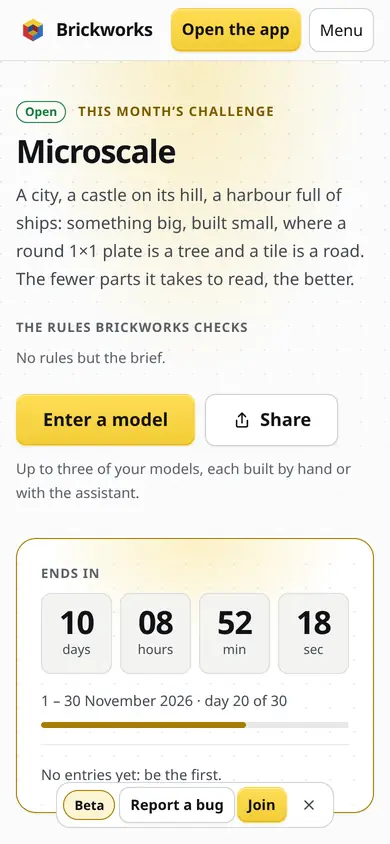 Brickworks
Open the app
Menu
Open
THIS MONTH'S CHALLENGE
Microscale
A city, a castle on its hill, a harbour full of
ships: something big, built small, where a
round 1×1 plate is a tree and a tile is a road.
The fewer parts it takes to read, the better.
THE RULES BRICKWORKS CHECKS
No rules but the brief.
Enter a model
Share
Up to three of your models, each built by hand or
with the assistant.
ENDS IN
10 08 52 18
days hours min sec
1 – 30 November 2026 · day 20 of 30
No entries yet: be the first.
Beta
Report a bug
Join